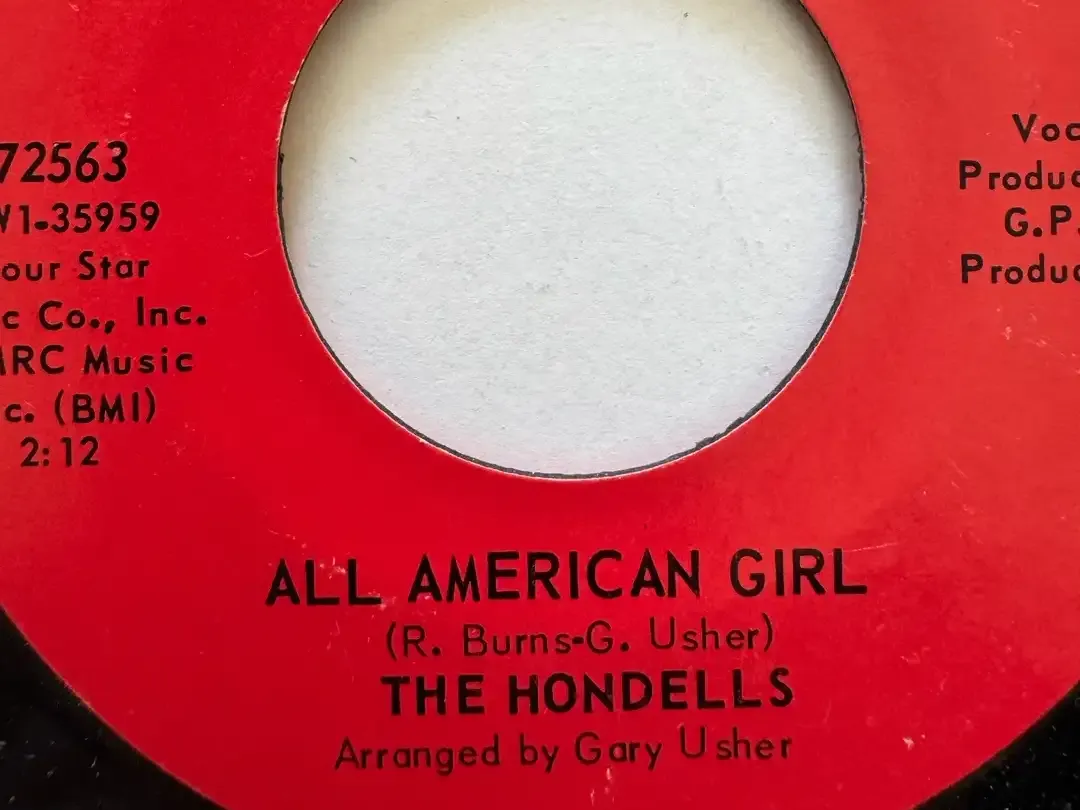 72563
1-35959
our Star
c Co., Inc.
RC Music
c. (BMI)
2:12
Voc
Produc
G.P.
Produc
ALL AMERICAN GIRL
(R. Burns-G. Usher)
THE HONDELLS
Arranged by Gary Usher